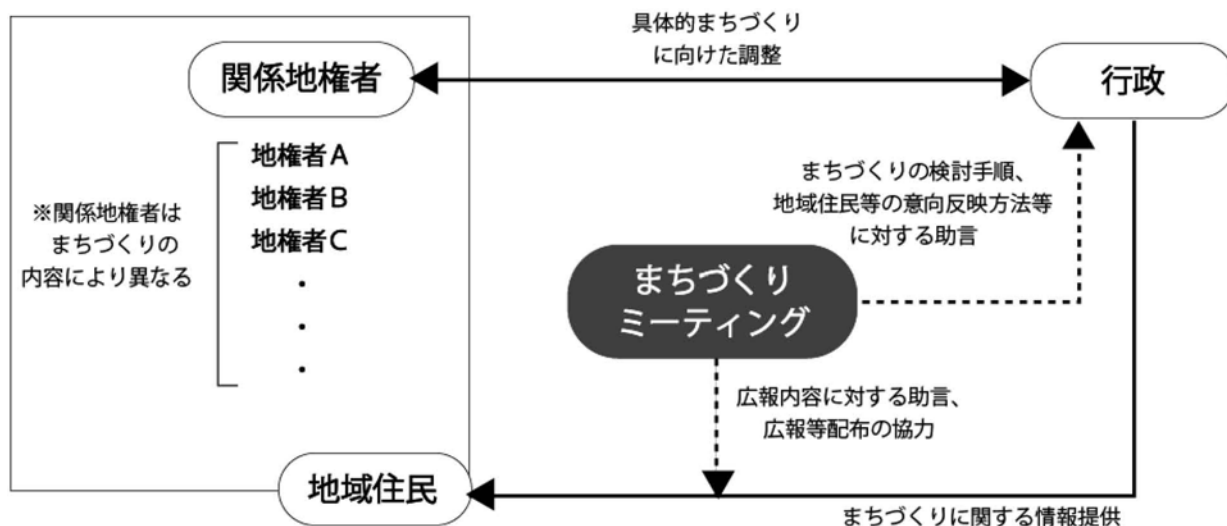 具体的まちづくり
に向けた調整
関係地権者
行政
地権者A
地権者B
地権者C
・
・
・
※関係地権者は
まちづくりの
内容により異なる
まちづくりの検討手順、
地域住民等の意向反映方法等
に対する助言
まちづくり
ミーティング
広報内容に対する助言、
広報等配布の協力
地域住民
まちづくりに関する情報提供